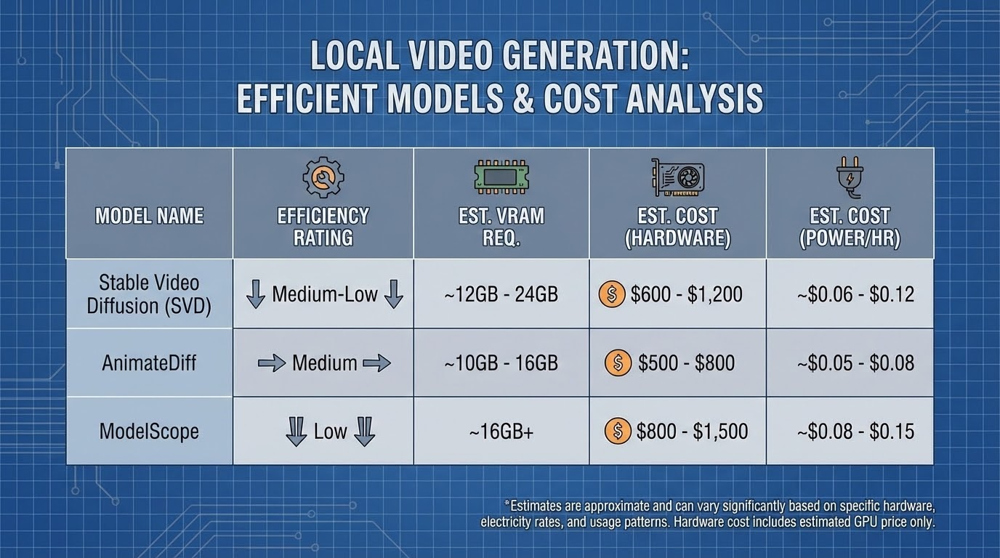 LOCAL VIDEO GENERATION:
EFFICIENT MODELS & COST ANALYSIS
MODEL NAME
EFFICIENCY
RATING
EST. VRAM
REQ.
EST. COST
(HARDWARE)
EST. COST
(POWER/HR)
Stable Video
Diffusion (SVD)
Medium-Low
~12GB - 24GB
$ $600 - $1,200
~$0.06 - $0.12
AnimateDiff
Medium
~10GB - 16GB
$ $500 - $800
~$0.05 - $0.08
ModelScope
Low
~16GB+
$ $800 - $1,500
~$0.08 - $0.15
*Estimates are approximate and can vary significantly based on specific hardware,
electricity rates, and usage patterns. Hardware cost includes estimated GPU price only.